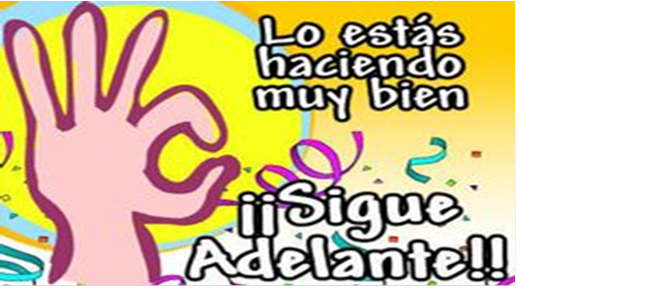 Lo estás
haciendo
muy bien
¡¡Sigue
Adelante!!